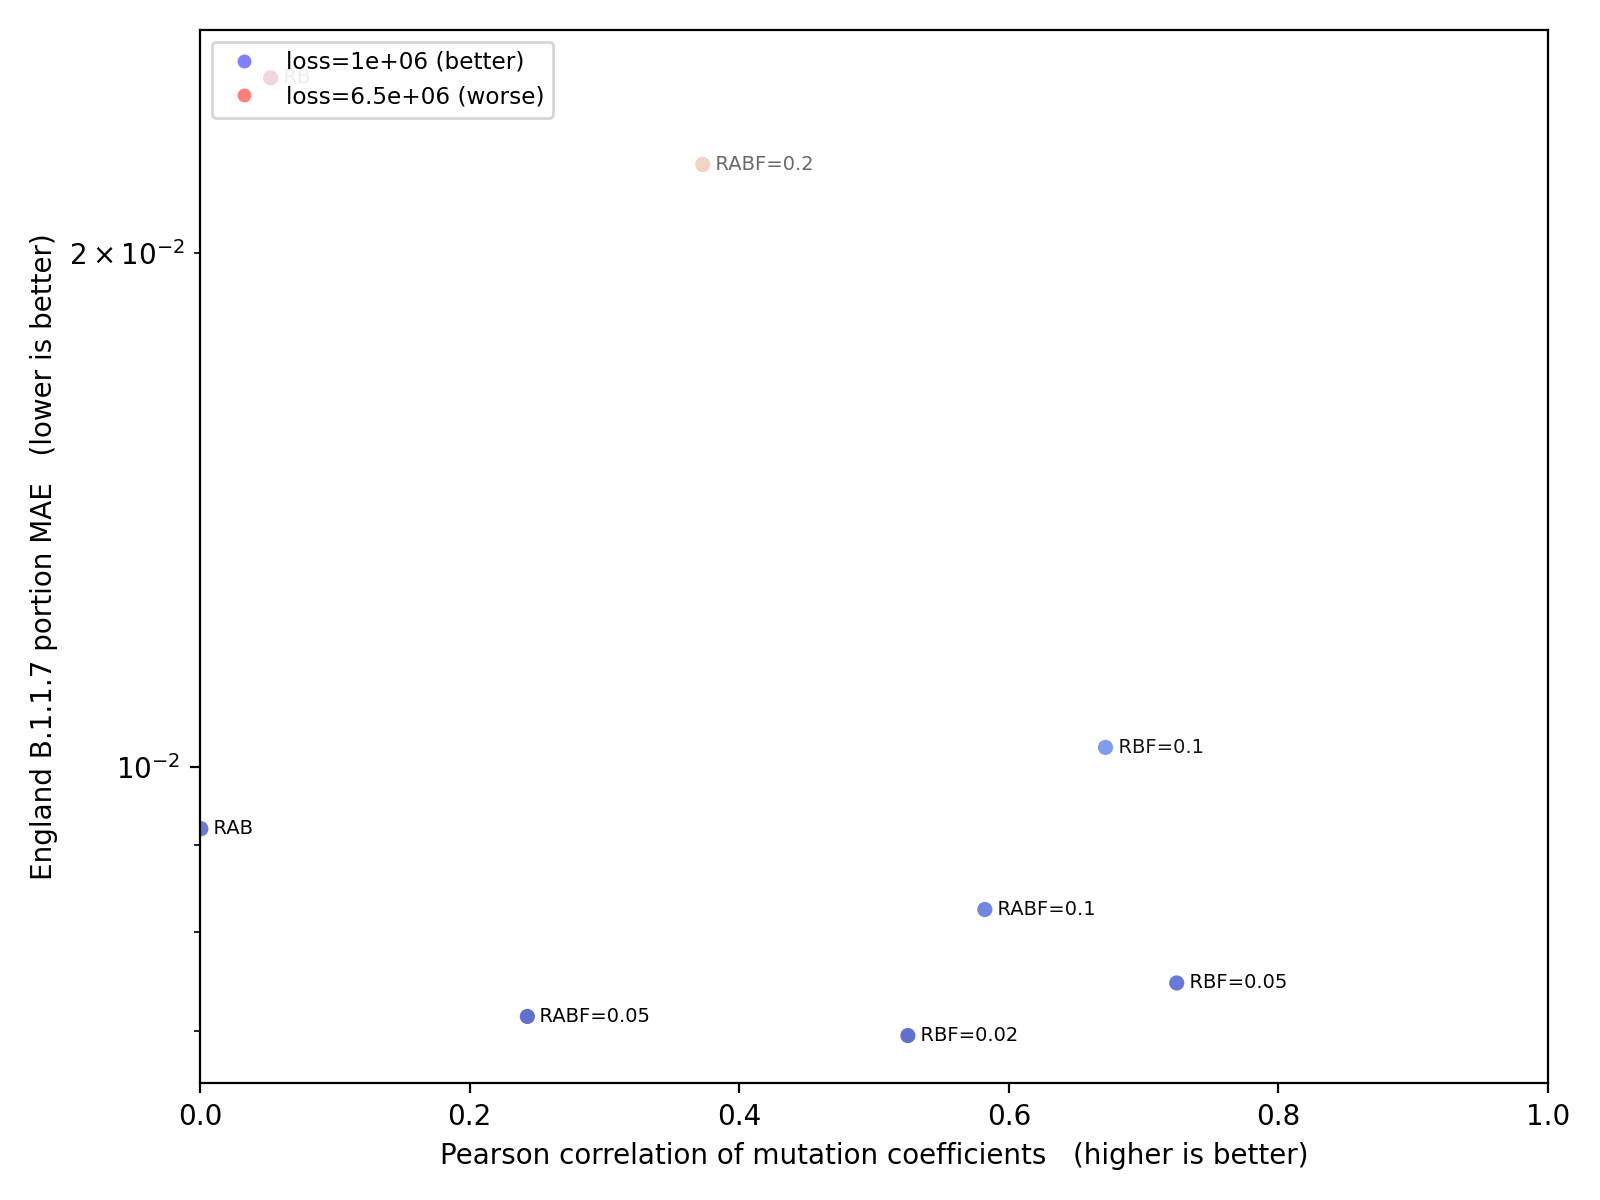 loss=1e+06 (better)
RB
loss=6.5e+06 (worse)
RABF=0.2
2 × 10⁻²
England B.1.1.7 portion MAE (lower is better)
RBF=0.1
10⁻²
RAB
RABF=0.1
RBF=0.05
RABF=0.05
RBF=0.02
0.0 0.2 0.4 0.6 0.8 1.0
Pearson correlation of mutation coefficients (higher is better)